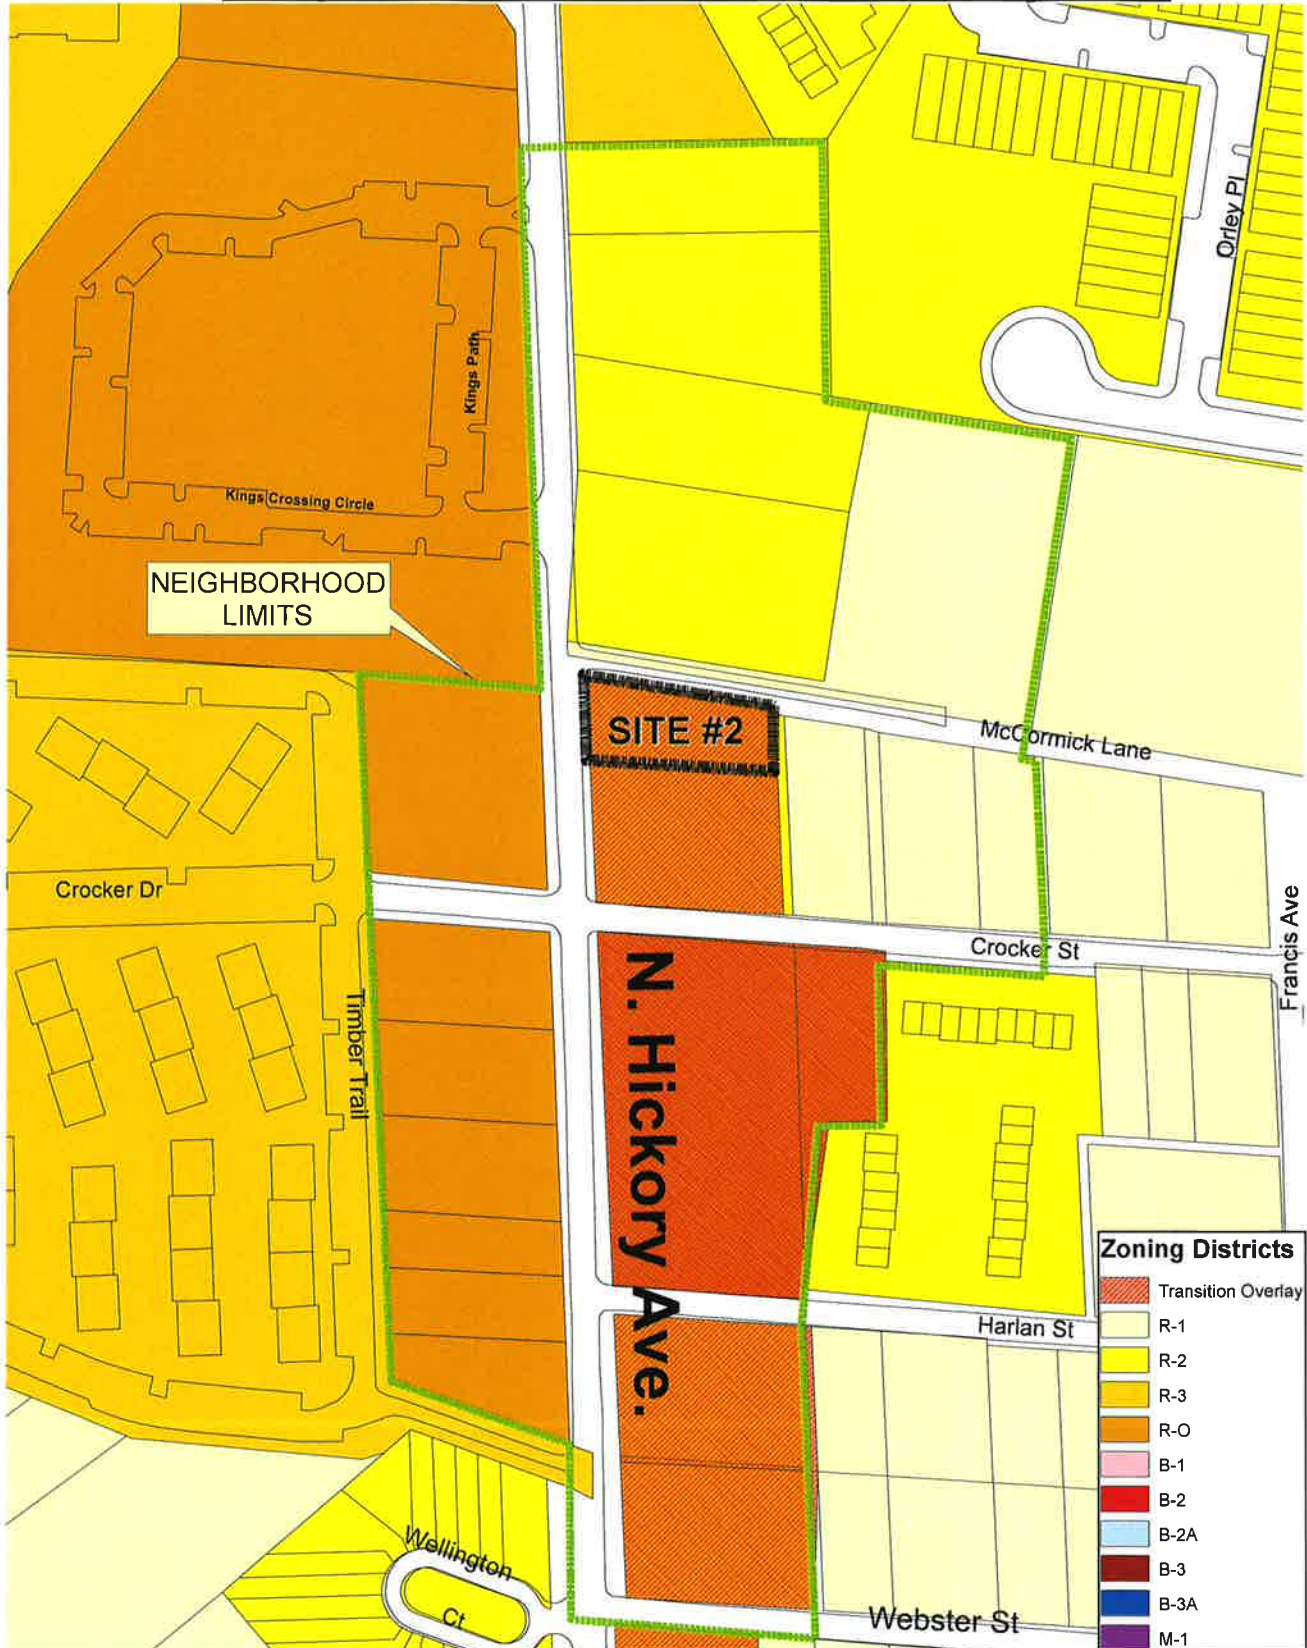 Orley Pl
Kings Path
Kings Crossing Circle
NEIGHBORHOOD
LIMITS
SITE #2
McCormick Lane
Crocker Dr
Crocker St
Francis Ave
Timber Trail
N. Hickory Ave.
Harlan St
Wellington
Ct
Webster St
Zoning Districts
Transition Overlay
R-1
R-2
R-3
R-O
B-1
B-2
B-2A
B-3
B-3A
M-1